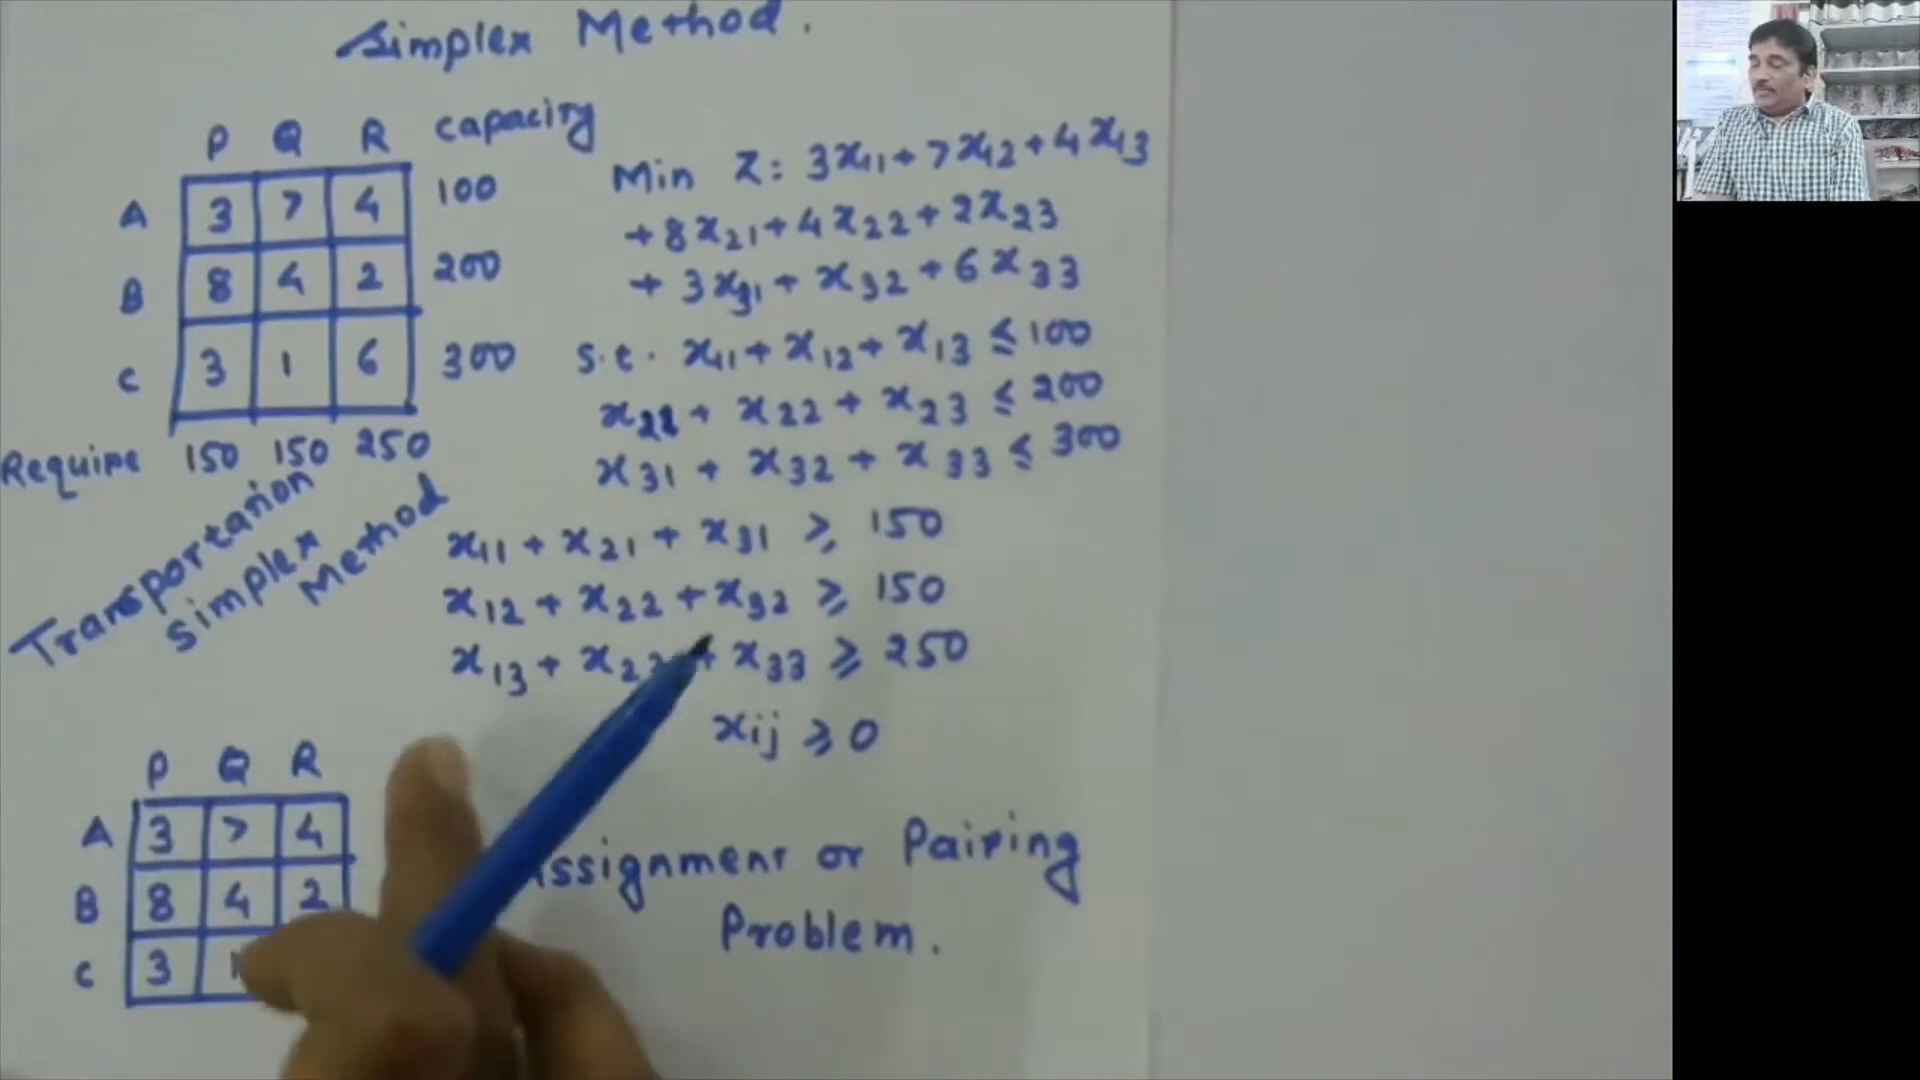 Simplex Method.
P Q R capacity
A 3 7 4 100
B 8 4 2 200
C 3 1 6 300
Require 150 150 250
Transportation
Simplex
Method
Min Z: 3x11+7x12+4x13
+8x21+4x22+2x23
+3x31+x32+6x33
S.t. x11+x12+x13≤100
x21+x22+x23≤200
x31+x32+x33≤300
x11+x21+x31≥150
x12+x22+x32≥150
x13+ +x33≥250
xij≥0
P Q R
A 3 7 4
B 8 4 2
C 3
or Pairing
Problem.